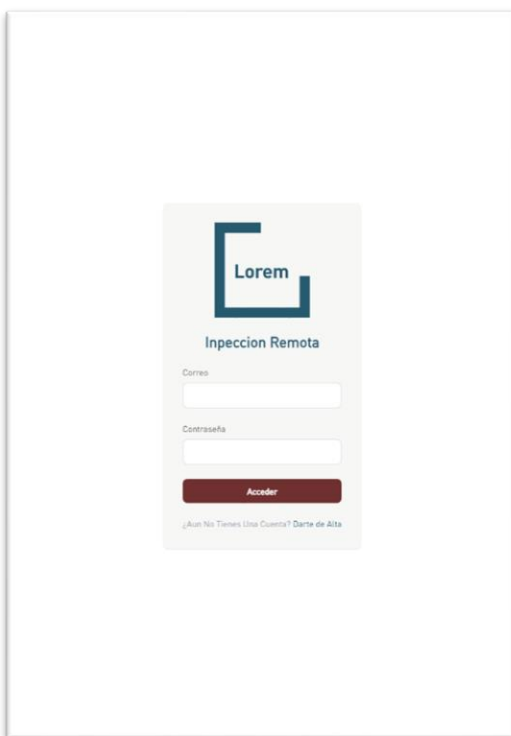 Lorem
Inpeccion Remota
Correo
Contraseña
Acceder
¿Aun No Tienes Una Cuenta? Darte de Alta